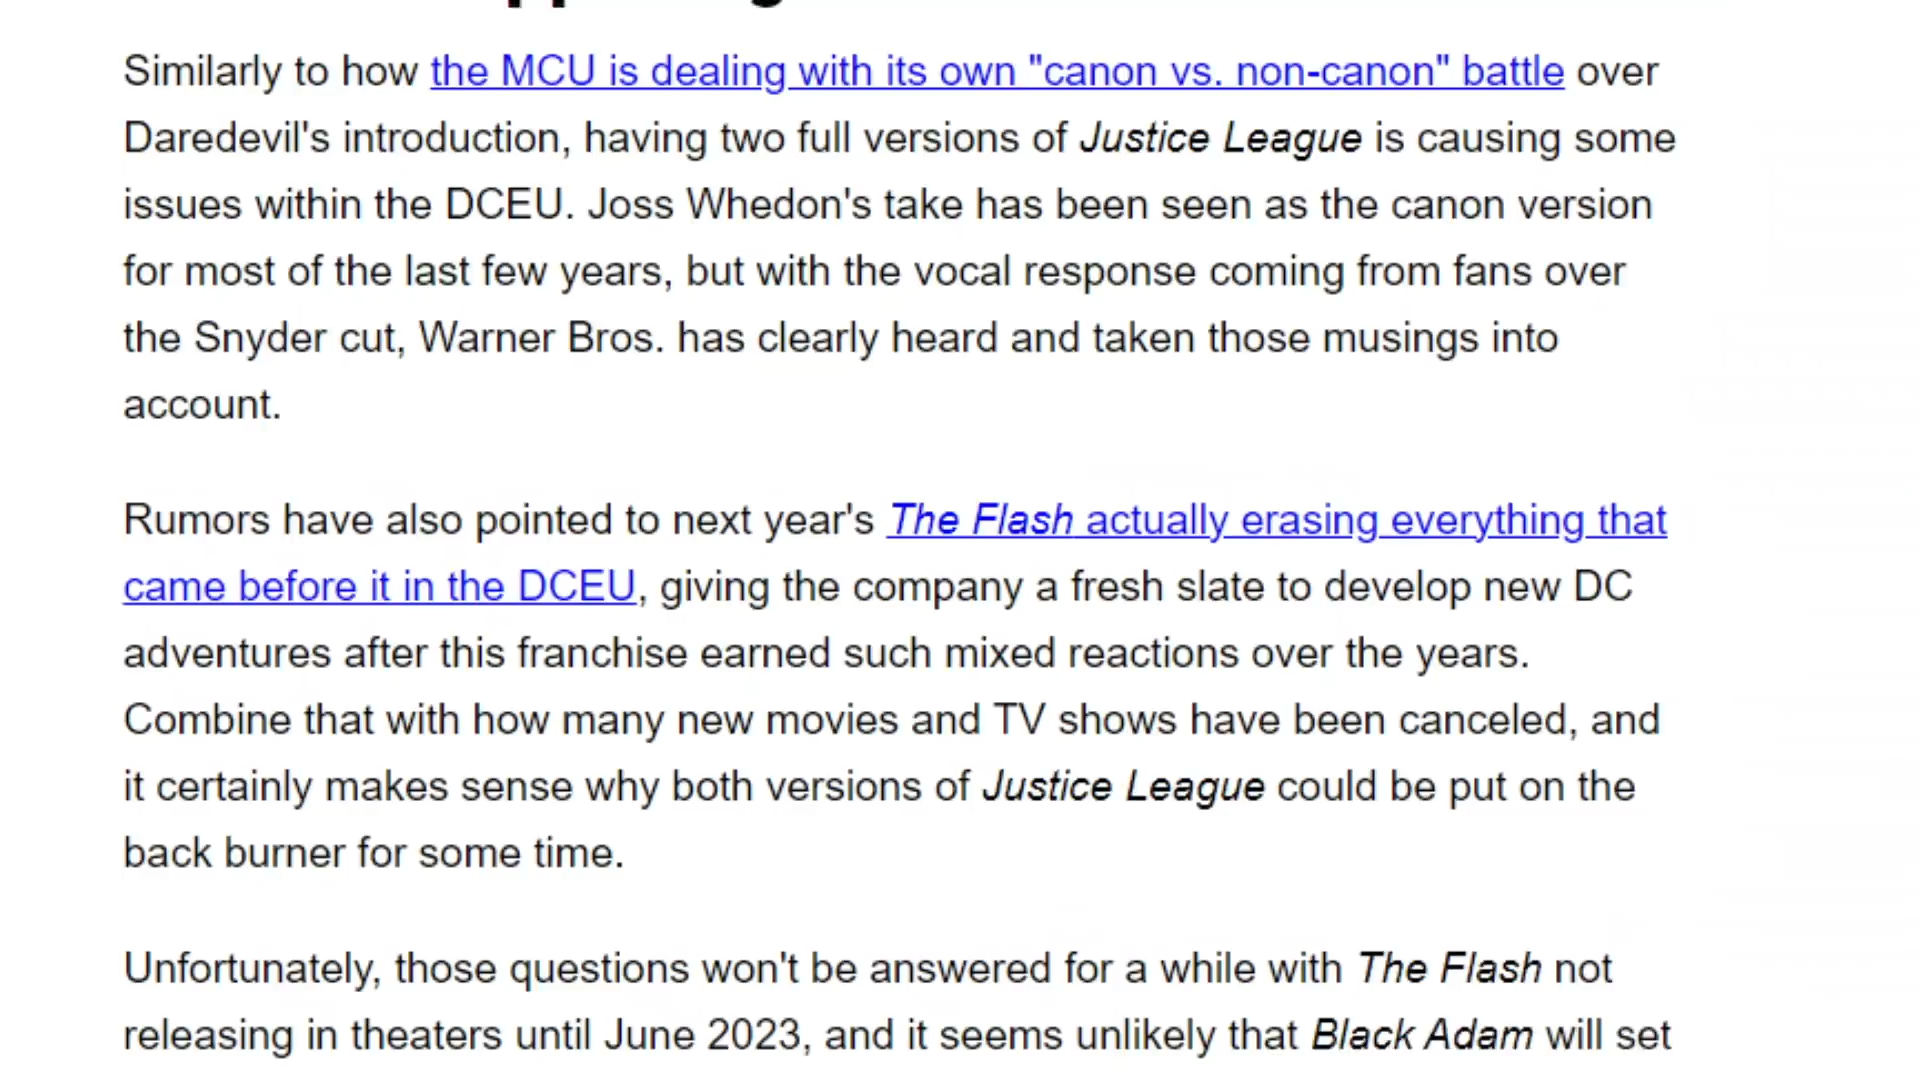 Similarly to how the MCU is dealing with its own "canon vs. non-canon" battle over
Daredevil's introduction, having two full versions of Justice League is causing some
issues within the DCEU. Joss Whedon's take has been seen as the canon version
for most of the last few years, but with the vocal response coming from fans over
the Snyder cut, Warner Bros. has clearly heard and taken those musings into
account.
Rumors have also pointed to next year's The Flash actually erasing everything that
came before it in the DCEU, giving the company a fresh slate to develop new DC
adventures after this franchise earned such mixed reactions over the years.
Combine that with how many new movies and TV shows have been canceled, and
it certainly makes sense why both versions of Justice League could be put on the
back burner for some time.
Unfortunately, those questions won't be answered for a while with The Flash not
releasing in theaters until June 2023, and it seems unlikely that Black Adam will set